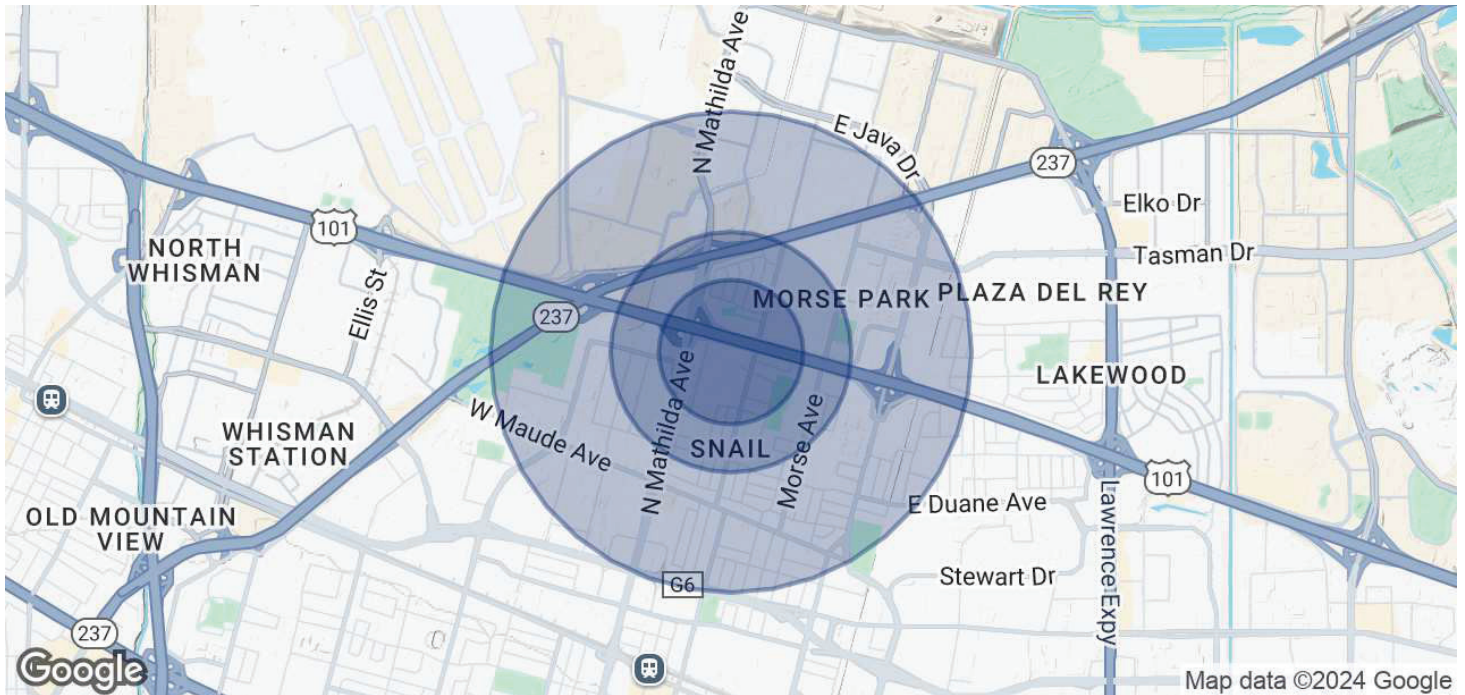 N Mathilda Ave
E Java Dr
237
Elko Dr
Tasman Dr
101
NORTH
WHISMAN
Ellis St
237
MORSE PARK
PLAZA DEL REY
LAKEWOOD
W Maude Ave
N Mathilda Ave
WHISMAN
STATION
SNAIL
Morse Ave
101
E Duane Ave
Lawrence Expy
OLD MOUNTAIN
VIEW
Stewart Dr
G6
237
Google
Map data ©2024 Google